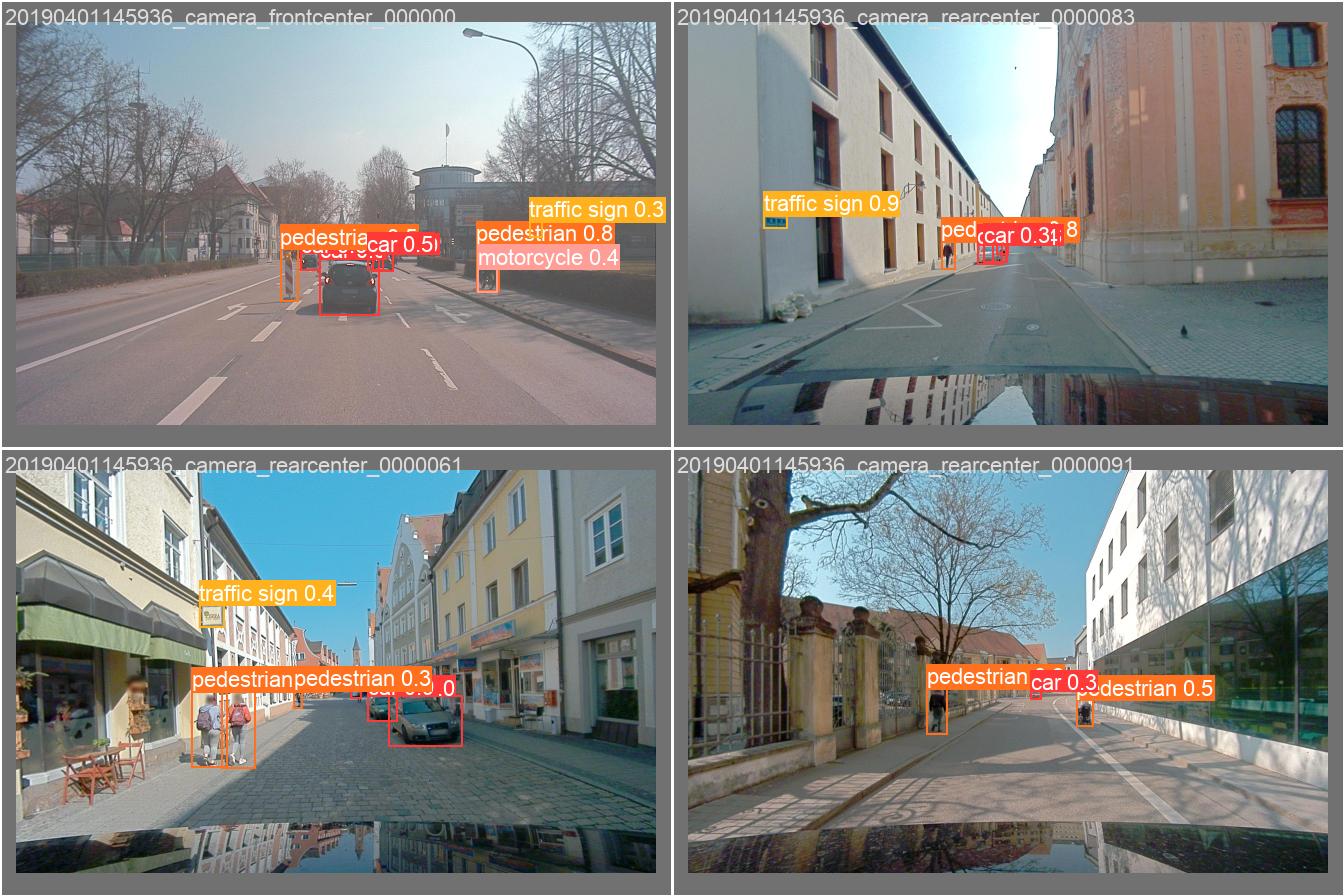 20190401145936_camera_frontcenter_000000
traffic sign 0.3
pedestrian 0.8
car 0.5
motorcycle 0.4
20190401145936_camera_rearcenter_0000083
traffic sign 0.9
car 0.3
20190401145936_camera_rearcenter_0000061
traffic sign 0.4
pedestrian
pedestrian 0.3
20190401145936_camera_rearcenter_0000091
pedestrian
car 0.3
pedestrian 0.5